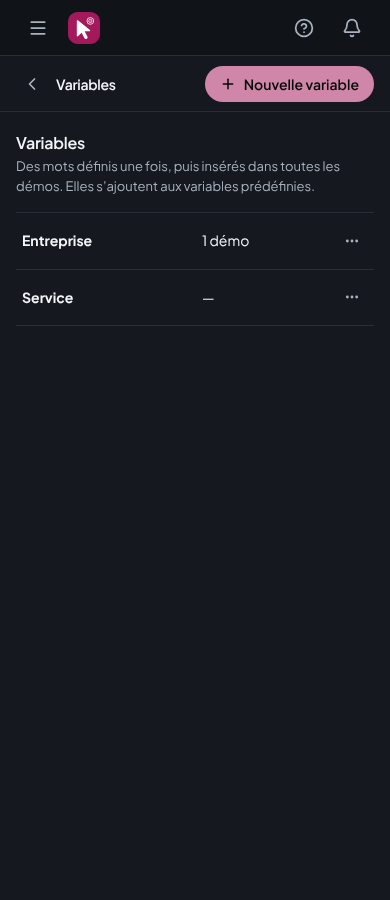 Variables
Nouvelle variable
Variables
Des mots définis une fois, puis insérés dans toutes les
démos. Elles s'ajoutent aux variables prédéfinies.
Entreprise 1 démo
Service —